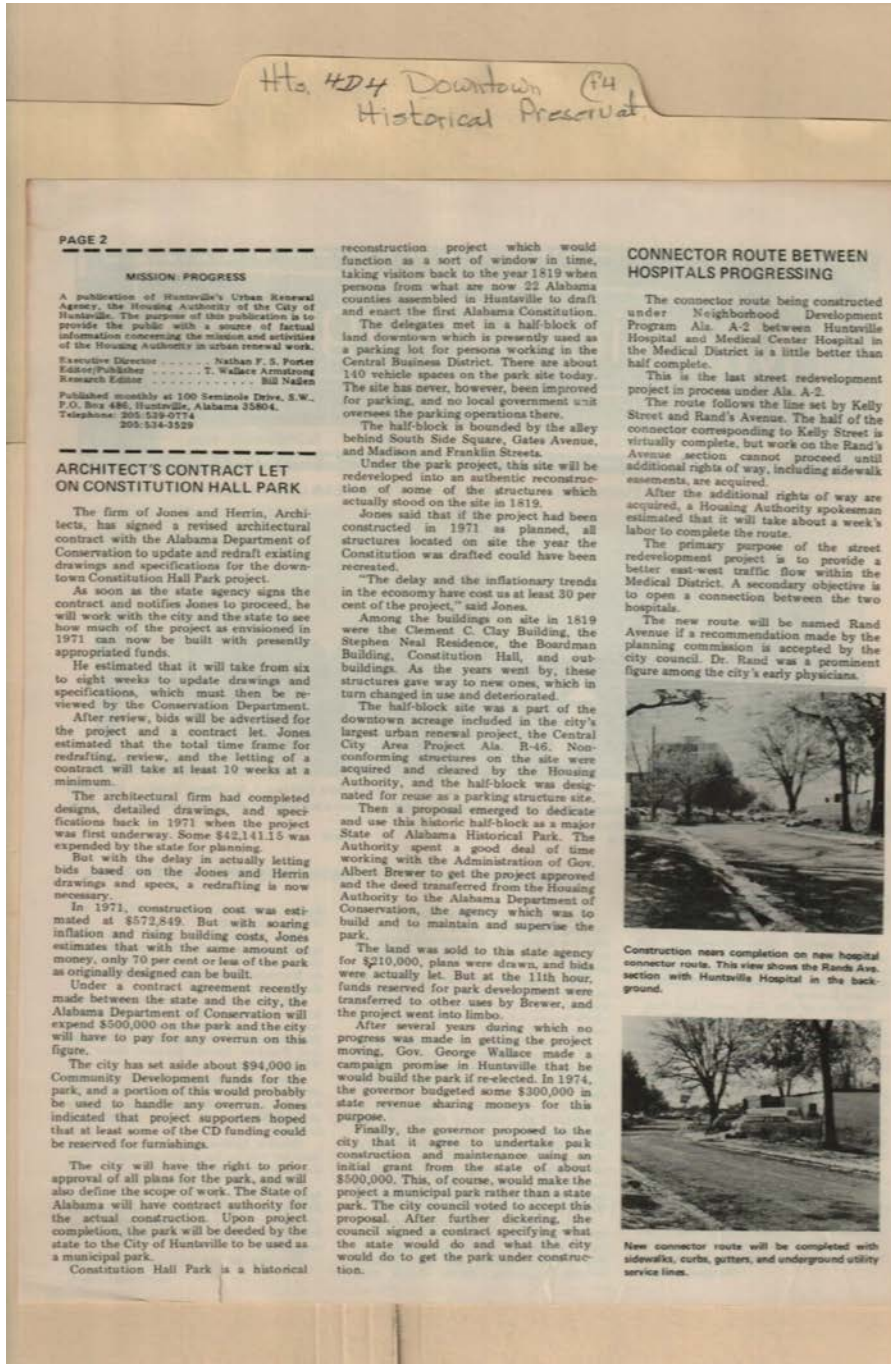 Hts. 4D4 Downtown (f4
Historical Preservat.
PAGE 2
MISSION: PROGRESS
A publication of Huntsville's Urban Renewal
Agency, the Housing Authority of the City of
Huntsville. The purpose of this publication is to
provide the public with a source of factual
information concerning the mission and activities
of the Housing Authority in urban renewal work.
Executive Director . . . . . . . . . Nathan F. S. Porter
Editor/Publisher . . . . . . . T. Wallace Armstrong
Research Editor . . . . . . . . . . . . . . . . . Bill Nallen
Published monthly at 100 Seminole Drive, S.W.,
P.O. Box 486, Huntsville, Alabama 35804.
Telephone: 205: 539-0774
205: 534-3529
ARCHITECT'S CONTRACT LET
ON CONSTITUTION HALL PARK
The firm of Jones and Herrin, Archi-
tects, has signed a revised architectural
contract with the Alabama Department of
Conservation to update and redraft existing
drawings and specifications for the down-
town Constitution Hall Park project.
As soon as the state agency signs the
contract and notifies Jones to proceed, he
will work with the city and the state to see
how much of the project as envisioned in
1971 can now be built with presently
appropriated funds.
He estimated that it will take from six
to eight weeks to update drawings and
specifications, which must then be re-
viewed by the Conservation Department.
After review, bids will be advertised for
the project and a contract let. Jones
estimated that the total time frame for
redrafting, review, and the letting of a
contract will take at least 10 weeks at a
minimum.
The architectural firm had completed
designs, detailed drawings, and speci-
fications back in 1971 when the project
was first underway. Some $42,141.15 was
expended by the state for planning.
But with the delay in actually letting
bids based on the Jones and Herrin
drawings and specs, a redrafting is now
necessary.
In 1971, construction cost was esti-
mated at $572,849. But with soaring
inflation and rising building costs, Jones
estimates that with the same amount of
money, only 70 per cent or less of the park
as originally designed can be built.
Under a contract agreement recently
made between the state and the city, the
Alabama Department of Conservation will
expend $500,000 on the park and the city
will have to pay for any overrun on this
figure.
The city has set aside about $94,000 in
Community Development funds for the
park, and a portion of this would probably
be used to handle any overrun. Jones
indicated that project supporters hoped
that at least some of the CD funding could
be reserved for furnishings.
The city will have the right to prior
approval of all plans for the park, and will
also define the scope of work. The State of
Alabama will have contract authority for
the actual construction. Upon project
completion, the park will be deeded by the
state to the City of Huntsville to be used as
a municipal park.
Constitution Hall Park is a historical
reconstruction project which would
function as a sort of window in time,
taking visitors back to the year 1819 when
persons from what are now 22 Alabama
counties assembled in Huntsville to draft
and enact the first Alabama Constitution.
The delegates met in a half-block of
land downtown which is presently used as
a parking lot for persons working in the
Central Business District. There are about
140 vehicle spaces on the park site today.
The site has never, however, been improved
for parking, and no local government unit
oversees the parking operations there.
The half-block is bounded by the alley
behind South Side Square, Gates Avenue,
and Madison and Franklin Streets.
Under the park project, this site will be
redeveloped into an authentic reconstruc-
tion of some of the structures which
actually stood on the site in 1819.
Jones said that if the project had been
constructed in 1971 as planned, all
structures located on site the year the
Constitution was drafted could have been
recreated.
"The delay and the inflationary trends
in the economy have cost us at least 30 per
cent of the project," said Jones.
Among the buildings on site in 1819
were the Clement C. Clay Building, the
Stephen Neal Residence, the Boardman
Building, Constitution Hall, and out-
buildings. As the years went by, these
structures gave way to new ones, which in
turn changed in use and deteriorated.
The half-block site was a part of the
downtown acreage included in the city's
largest urban renewal project, the Central
City Area Project Ala. R-46. Non-
conforming structures on the site were
acquired and cleared by the Housing
Authority, and the half-block was desig-
nated for reuse as a parking structure site.
Then a proposal emerged to dedicate
and use this historic half-block as a major
State of Alabama Historical Park. The
Authority spent a good deal of time
working with the Administration of Gov.
Albert Brewer to get the project approved
and the deed transferred from the Housing
Authority to the Alabama Department of
Conservation, the agency which was to
build and to maintain and supervise the
park.
The land was sold to this state agency
for $210,000, plans were drawn, and bids
were actually let. But at the 11th hour,
funds reserved for park development were
transferred to other uses by Brewer, and
the project went into limbo.
After several years during which no
progress was made in getting the project
moving, Gov. George Wallace made a
campaign promise in Huntsville that he
would build the park if re-elected. In 1974,
the governor budgeted some $300,000 in
state revenue sharing moneys for this
purpose.
Finally, the governor proposed to the
city that it agree to undertake park
construction and maintenance using an
initial grant from the state of about
$500,000. This, of course, would make the
project a municipal park rather than a state
park. The city council voted to accept this
proposal. After further dickering, the
council signed a contract specifying what
the state would do and what the city
would do to get the park under construc-
tion.
CONNECTOR ROUTE BETWEEN
HOSPITALS PROGRESSING
The connector route being constructed
under Neighborhood Development
Program Ala. A-2 between Huntsville
Hospital and Medical Center Hospital in
the Medical District is a little better than
half complete.
This is the last street redevelopment
project in process under Ala. A-2.
The route follows the line set by Kelly
Street and Rand's Avenue. The half of the
connector corresponding to Kelly Street is
virtually complete, but work on the Rand's
Avenue section cannot proceed until
additional rights of way, including sidewalk
easements, are acquired.
After the additional rights of way are
acquired, a Housing Authority spokesman
estimated that it will take about a week's
labor to complete the route.
The primary purpose of the street
redevelopment project is to provide a
better east-west traffic flow within the
Medical District. A secondary objective is
to open a connection between the two
hospitals.
The new route will be named Rand
Avenue if a recommendation made by the
planning commission is accepted by the
city council. Dr. Rand was a prominent
figure among the city's early physicians.
Construction nears completion on new hospital
connector route. This view shows the Rands Ave.
section with Huntsville Hospital in the back-
ground.
New connector route will be completed with
sidewalks, curbs, gutters, and underground utility
service lines.